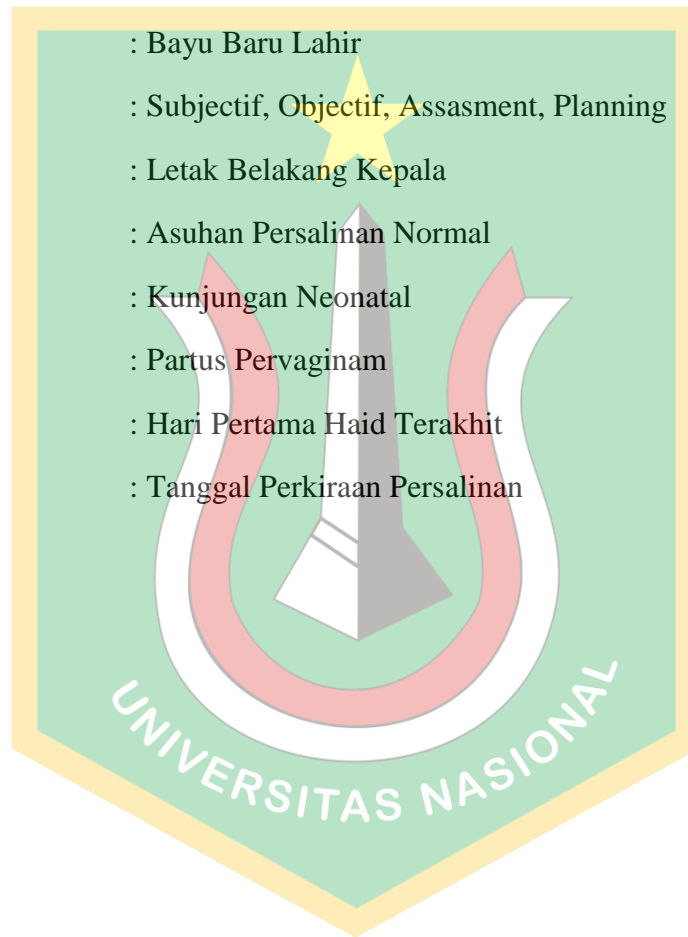 : Bayu Baru Lahir
: Subjectif, Objectif, Assasment, Planning
: Letak Belakang Kepala
: Asuhan Persalinan Normal
: Kunjungan Neonatal
: Partus Pervaginam
: Hari Pertama Haid Terakhit
: Tanggal Perkiraan Persalinan
UNIVERSITAS NASIONAL